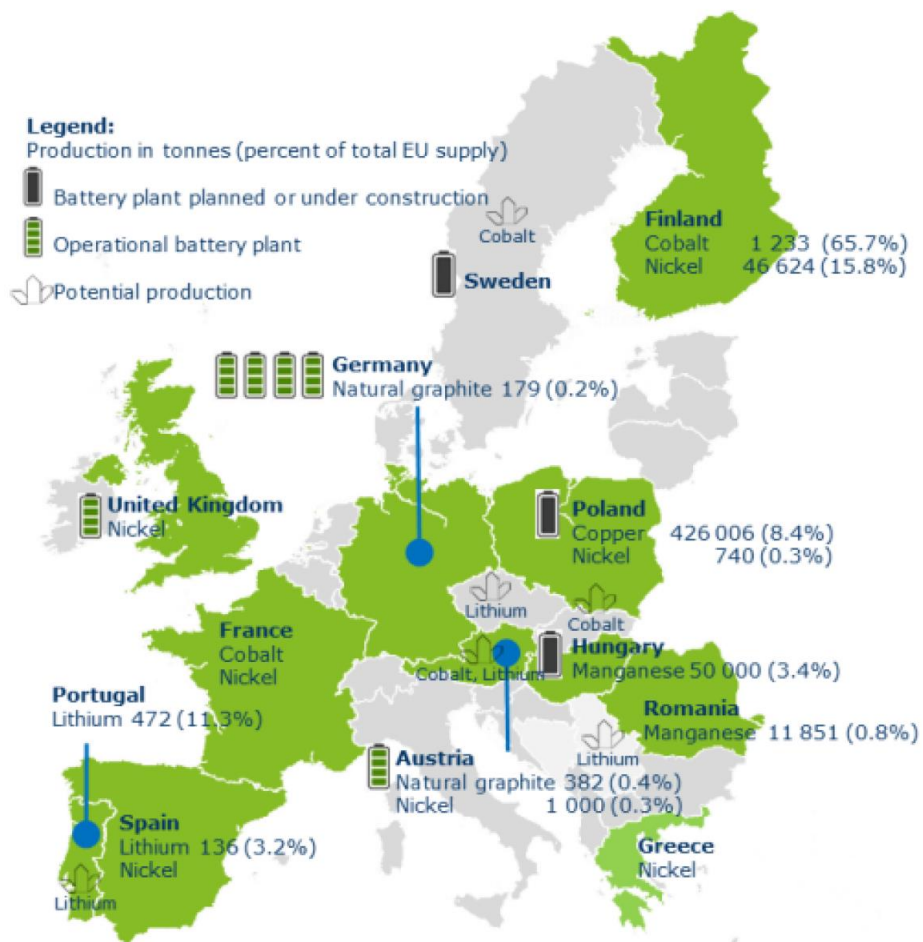 Legend:
Production in tonnes (percent of total EU supply)
Battery plant planned or under construction
Operational battery plant
Potential production
Finland
Cobalt 1 233 (65.7%)
Nickel 46 624 (15.8%)
Cobalt
Sweden
Germany
Natural graphite 179 (0.2%)
United Kingdom
Nickel
Poland
Copper 426 006 (8.4%)
Nickel 740 (0.3%)
Lithium
Cobalt
France
Cobalt
Nickel
Cobalt, Lithium
Hungary
Manganese 50 000 (3.4%)
Portugal
Lithium 472 (11.3%)
Romania
Manganese 11 851 (0.8%)
Lithium
Austria
Natural graphite 382 (0.4%)
Nickel 1 000 (0.3%)
Spain
Lithium 136 (3.2%)
Nickel
Lithium
Greece
Nickel